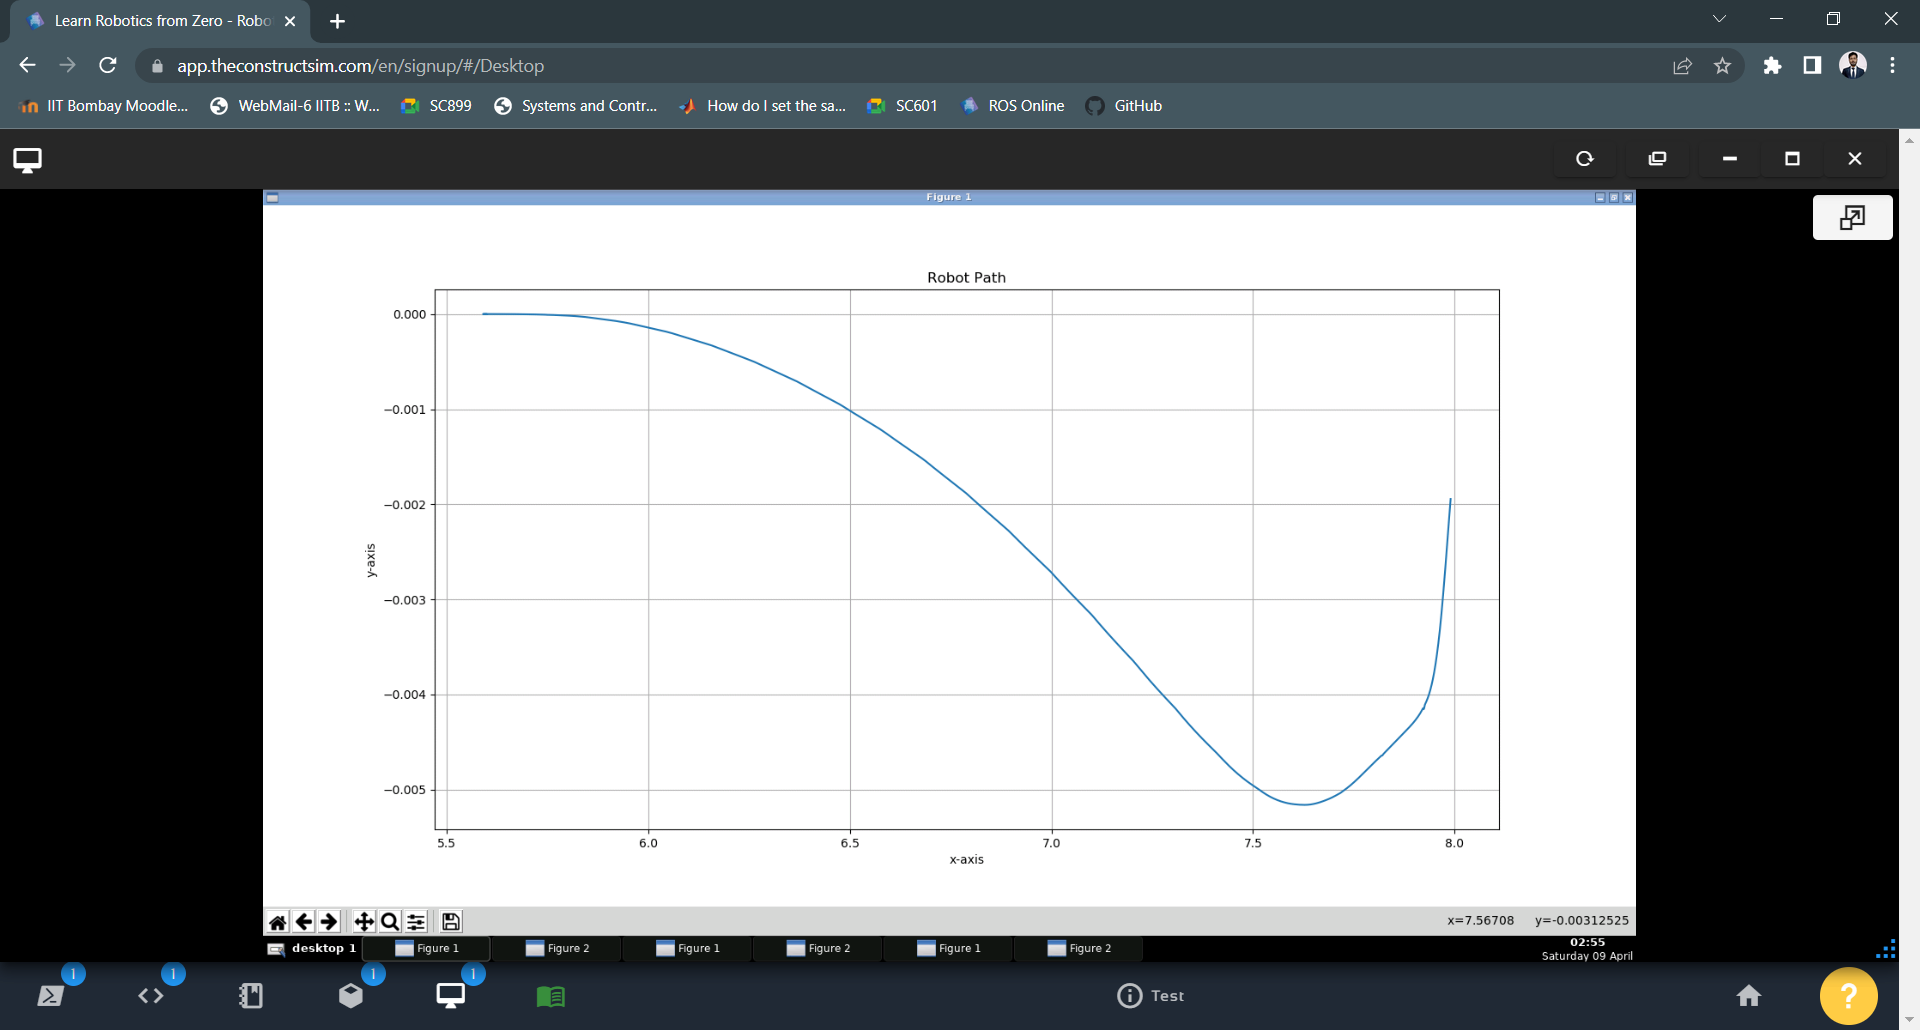 Learn Robotics from Zero - Robo
app.theconstructsim.com/en/signup/#/Desktop
IIT Bombay Moodle... WebMail-6 IITB :: W... SC899 Systems and Contr... How do I set the sa... SC601 ROS Online GitHub
Figure 1
Robot Path
0.000
−0.001
−0.002
−0.003
−0.004
−0.005
y-axis
5.5 6.0 6.5 7.0 7.5 8.0
x-axis
x=7.56708 y=-0.00312525
desktop 1 Figure 1 Figure 2 Figure 1 Figure 2 Figure 1 Figure 2
02:55
Saturday 09 April
1 1 1 1
Test
?